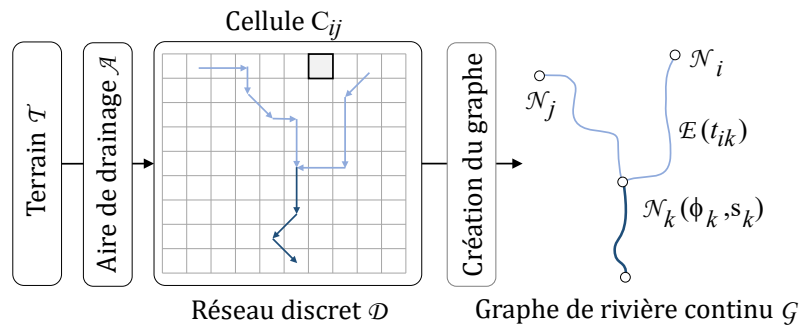 Cellule C_ij
Terrain 𝒯
Aire de drainage 𝒜
Création du graphe
𝒩_i
𝒩_j
ℰ(t_ik)
𝒩_k(ϕ_k,s_k)
Réseau discret 𝒟
Graphe de rivière continu 𝒢